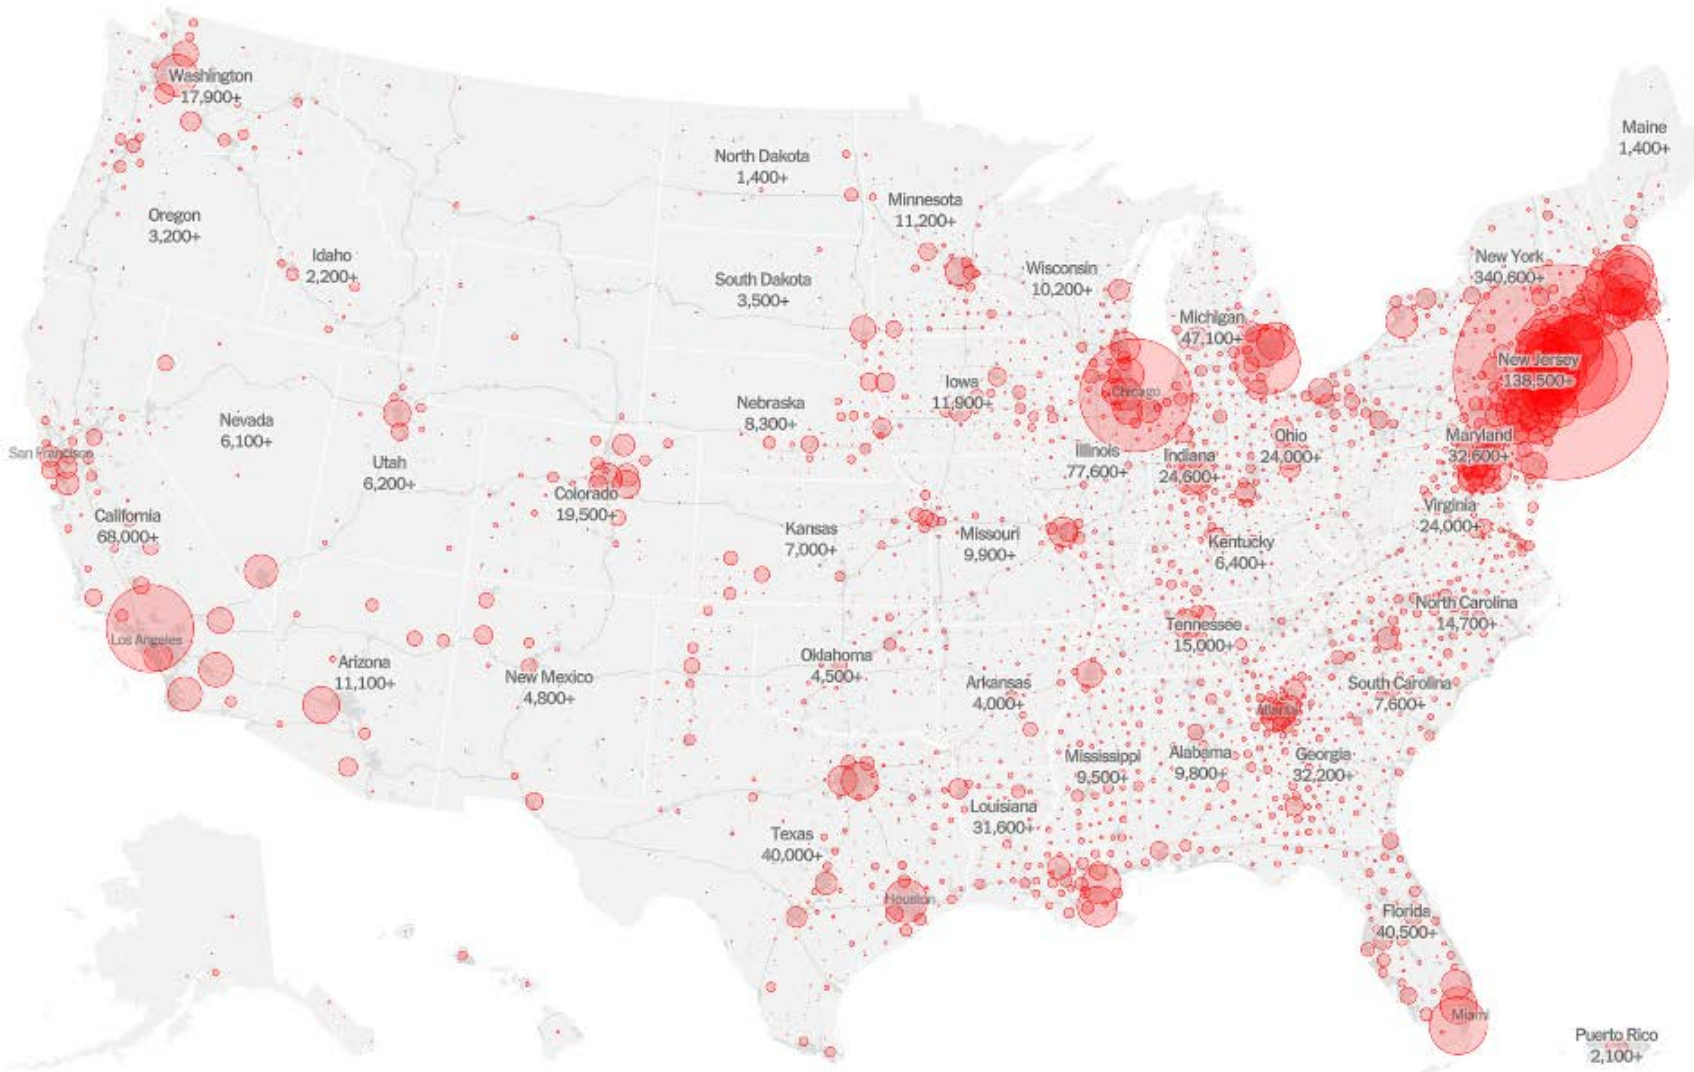 Washington
17,900+
Maine
1,400+
North Dakota
1,400+
Minnesota
11,200+
Oregon
3,200+
Idaho
2,200+
South Dakota
3,500+
Wisconsin
10,200+
New York
340,600+
Michigan
47,100+
New Jersey
138,500+
Nevada
6,100+
Nebraska
8,300+
Iowa
11,900+
Chicago
San Francisco
Utah
6,200+
Colorado
19,500+
Illinois
77,600+
Indiana
24,600+
Ohio
24,000+
Maryland
32,600+
California
68,000+
Kansas
7,000+
Missouri
9,900+
Kentucky
6,400+
Virginia
24,000+
Los Angeles
Arizona
11,100+
New Mexico
4,800+
Oklahoma
4,500+
Arkansas
4,000+
Tennessee
15,000+
North Carolina
14,700+
South Carolina
7,600+
Atlanta
Mississippi
9,500+
Alabama
9,800+
Georgia
32,200+
Texas
40,000+
Louisiana
31,600+
Houston
Florida
40,500+
Miami
Puerto Rico
2,100+